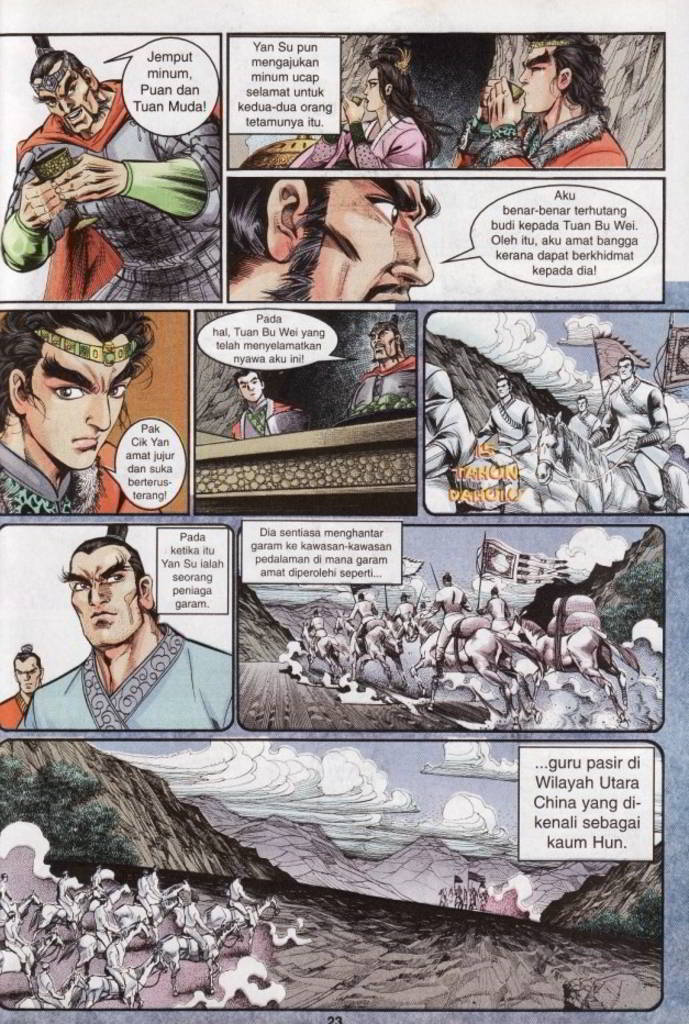 Jemput
minum,
Puan dan
Tuan Muda!
Yan Su pun
mengajukan
minum ucap
selamat untuk
kedua-dua orang
tetamunya itu.
Aku
benar-benar terhutang
budi kepada Tuan Bu Wei.
Oleh itu, aku amat bangga
kerana dapat berkhidmat
kepada dia!
Pak
Cik Yan
amat jujur
dan suka
berterus-
terang!
Pada
hal, Tuan Bu Wei yang
telah menyelamatkan
nyawa aku ini!
15
TAHUN
DAHULU
Pada
ketika itu
Yan Su ialah
seorang
peniaga
garam.
Dia sentiasa menghantar
garam ke kawasan-kawasan
pedalaman di mana garam
amat diperolehi seperti...
...guru pasir di
Wilayah Utara
China yang di-
kenali sebagai
kaum Hun.
23